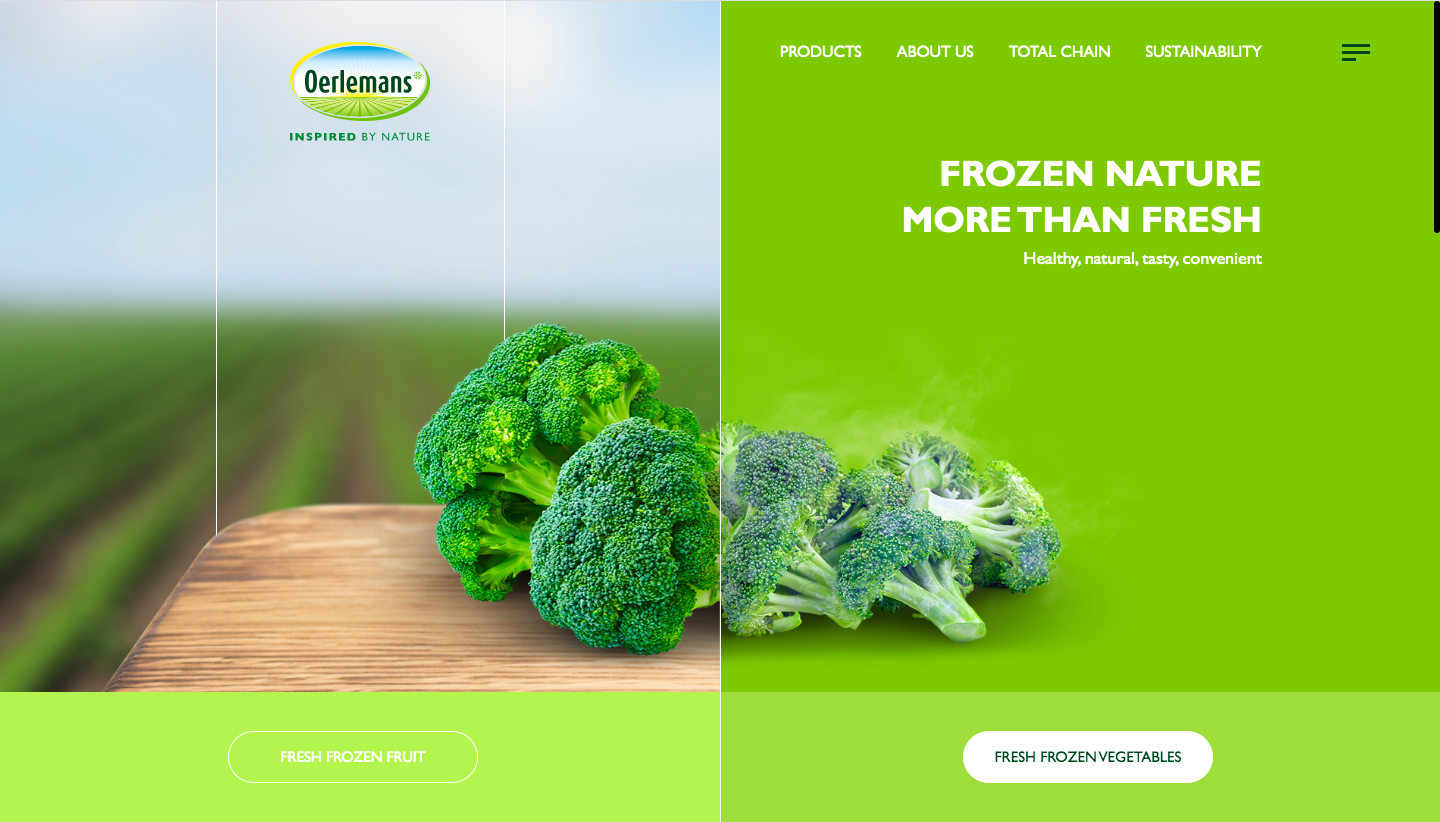 Oerlemans
INSPIRED BY NATURE
PRODUCTS
ABOUT US
TOTAL CHAIN
SUSTAINABILITY
FROZEN NATURE
MORE THAN FRESH
Healthy, natural, tasty, convenient
FRESH FROZEN FRUIT
FRESH FROZEN VEGETABLES